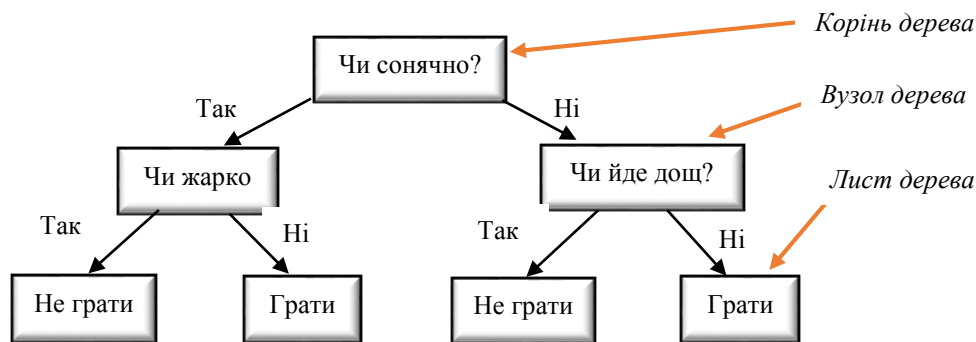 Корінь дерева
Чи сонячно?
Так
Ні
Вузол дерева
Чи жарко
Чи йде дощ?
Лист дерева
Так
Ні
Так
Ні
Не грати
Грати
Не грати
Грати